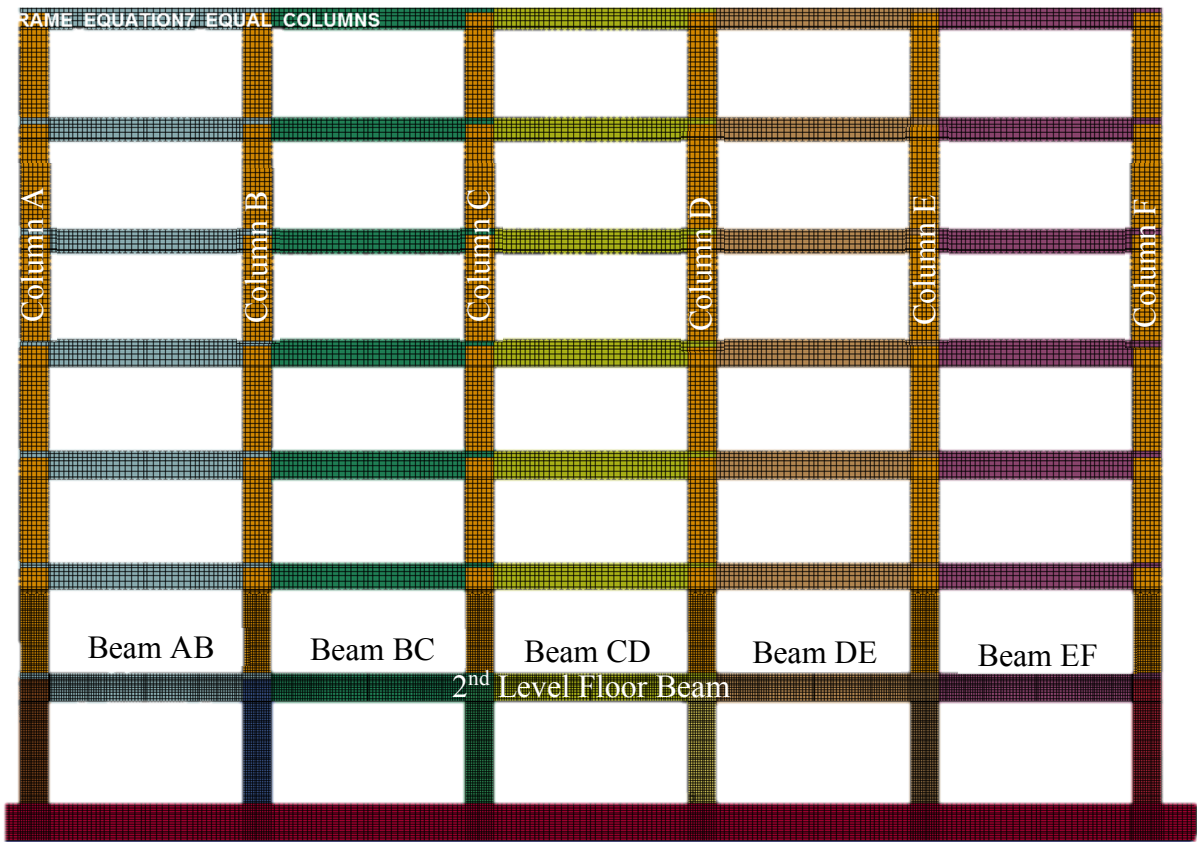 RAME_EQUATION7_EQUAL_COLUMNS
Column A
Column B
Column C
Column D
Column E
Column F
Beam AB
Beam BC
Beam CD
Beam DE
Beam EF
2nd Level Floor Beam